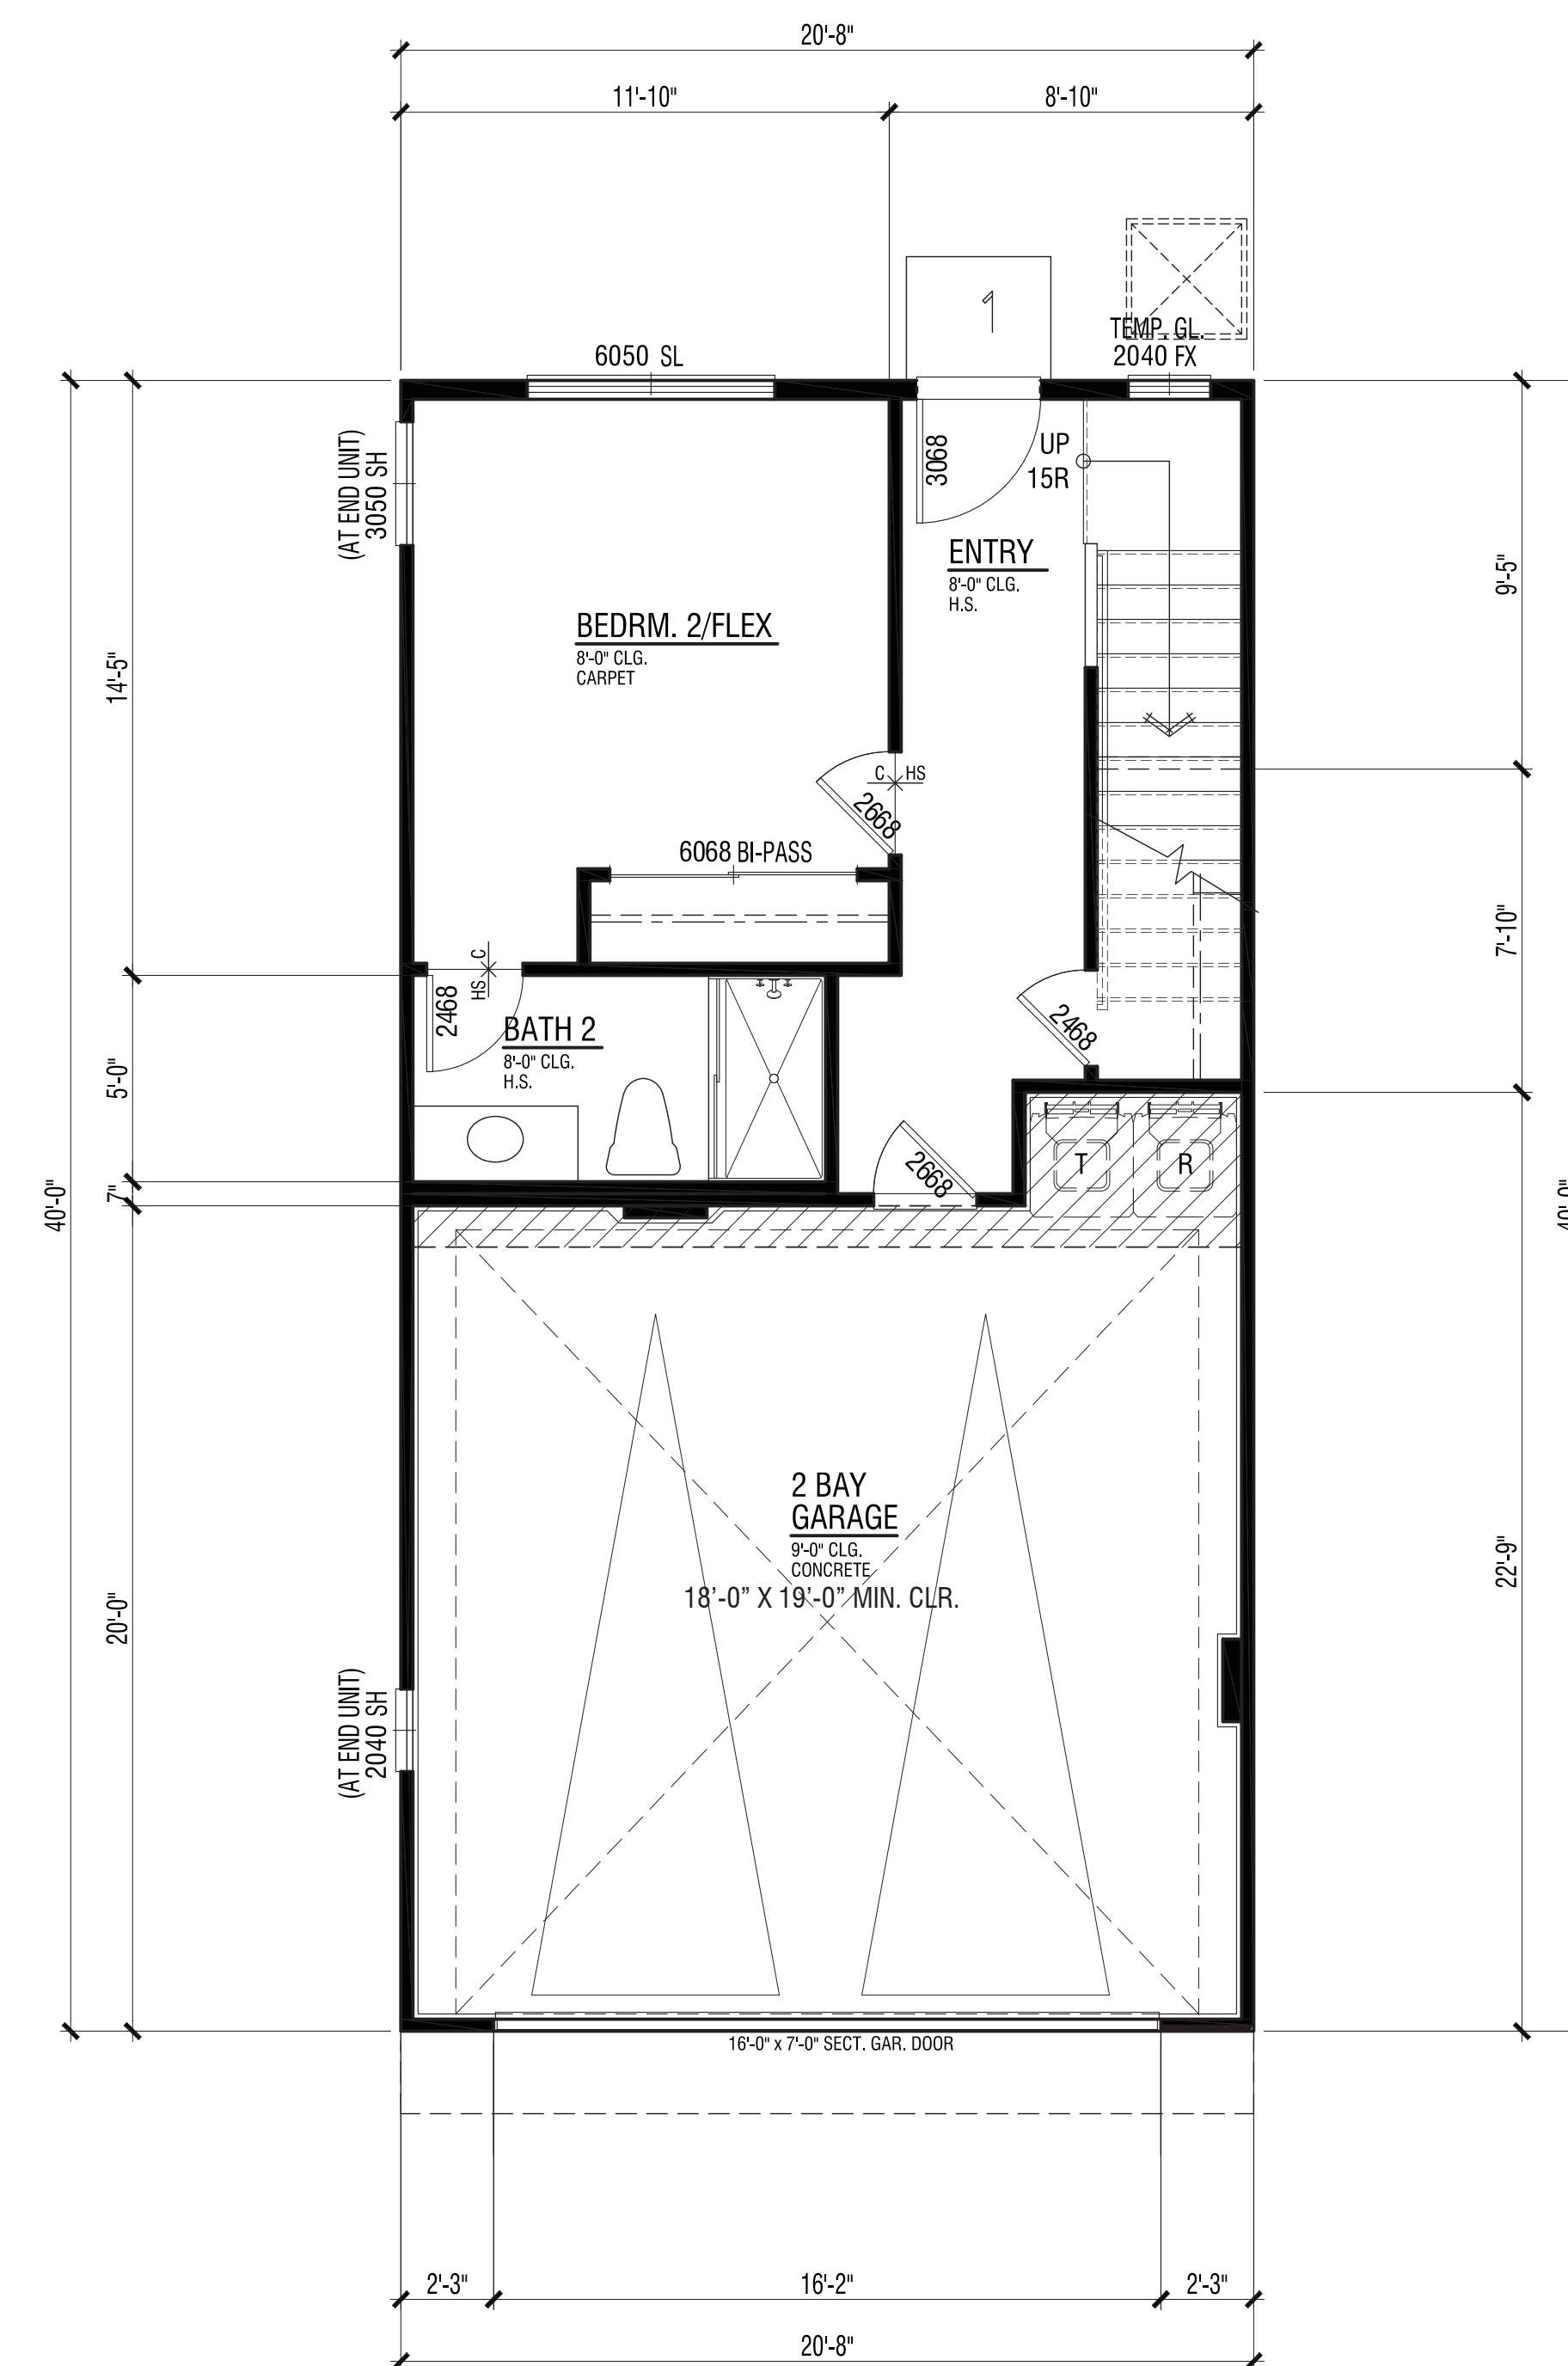 20'-8"
11'-10"
8'-10"
1
TEMP. GL.
2040 FX
6050 SL
(AT END UNIT)
3050 SH
3068
UP
15R
ENTRY
8'-0" CLG.
H.S.
BEDRM. 2/FLEX
8'-0" CLG.
CARPET
9'-5"
14'-5"
C HS
2668
6068 BI-PASS
7'-10"
HS C
2468
BATH 2
8'-0" CLG.
H.S.
2468
5'-0"
2668
T
R
7"
40'-0"
40'-0"
2 BAY
GARAGE
9'-0" CLG.
CONCRETE
18'-0” X 19'-0” MIN. CLR.
22'-9"
20'-0"
(AT END UNIT)
2040 SH
16'-0" x 7'-0" SECT. GAR. DOOR
2'-3"
16'-2"
2'-3"
20'-8"